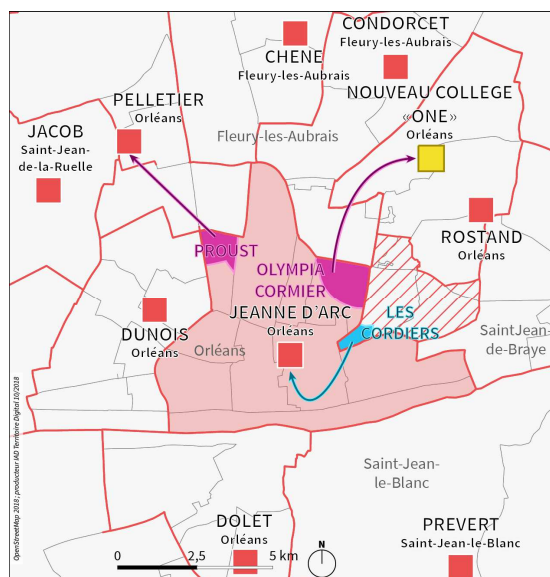 CONDORCET
Fleury-les-Aubrais
CHENE
Fleury-les-Aubrais
NOUVEAU COLLEGE
«ONE»
Orléans
PELLETIER
Orléans
JACOB
Saint-Jean-
de-la-Ruelle
Fleury-les-Aubrais
ROSTAND
Orléans
PROUST
OLYMPIA
CORMIER
JEANNE D'ARC
Orléans
LES
CORDIERS
DUNOIS
Orléans
Orléans
SaintJean-
de-Braye
Saint-Jean-
le-Blanc
DOLET
Orléans
PREVERT
Saint-Jean-le-Blanc
0 2,5 5 km
N
OpenStreetMap 2018 ; producteur IAD Territoire Digital 10/2018